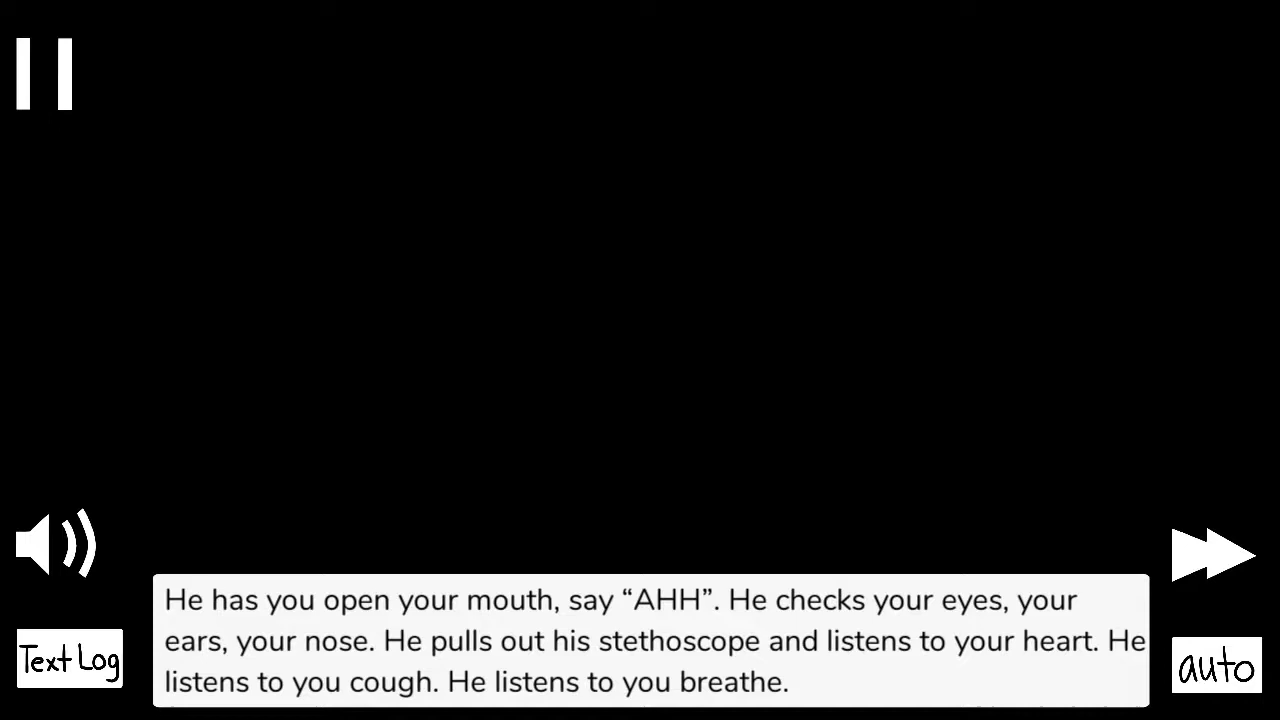 He has you open your mouth, say “AHH”. He checks your eyes, your
ears, your nose. He pulls out his stethoscope and listens to your heart. He
listens to you cough. He listens to you breathe.
Text Log
auto